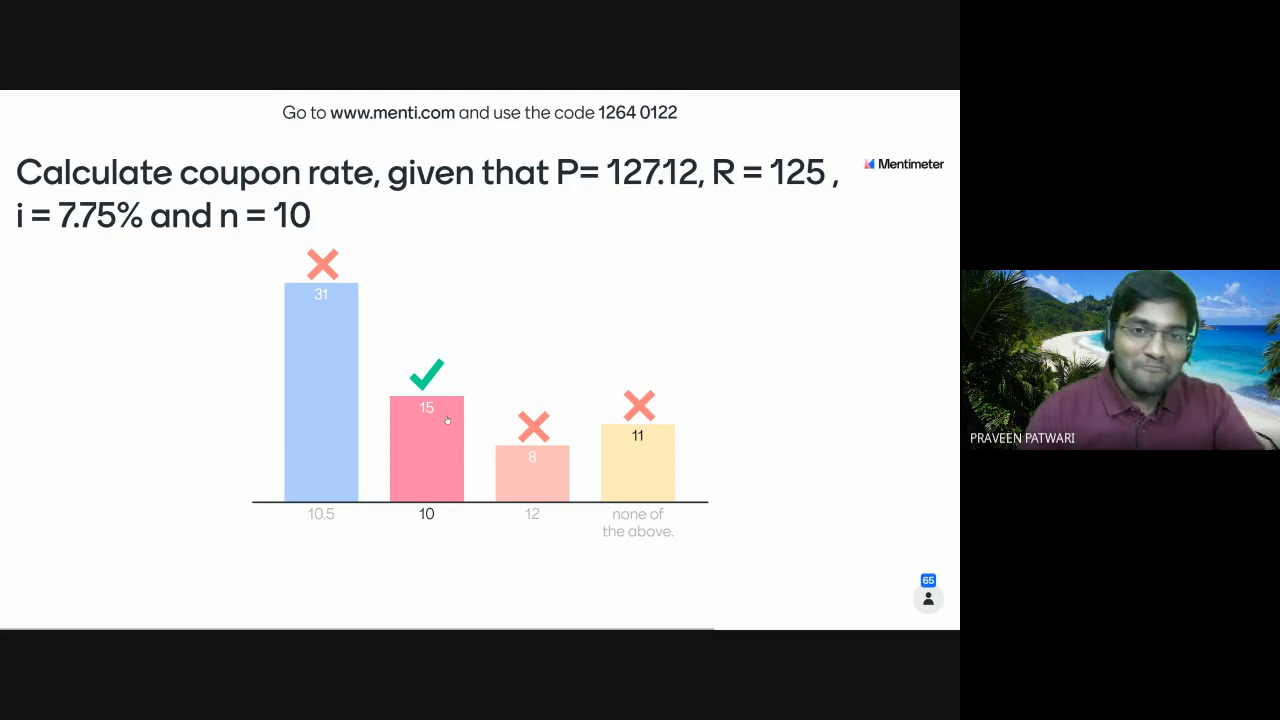 Go to www.menti.com and use the code 1264 0122
Calculate coupon rate, given that P= 127.12, R = 125 ,
i = 7.75% and n = 10
Mentimeter
31
15
8
11
10.5
10
12
none of
the above.
65
PRAVEEN PATWARI